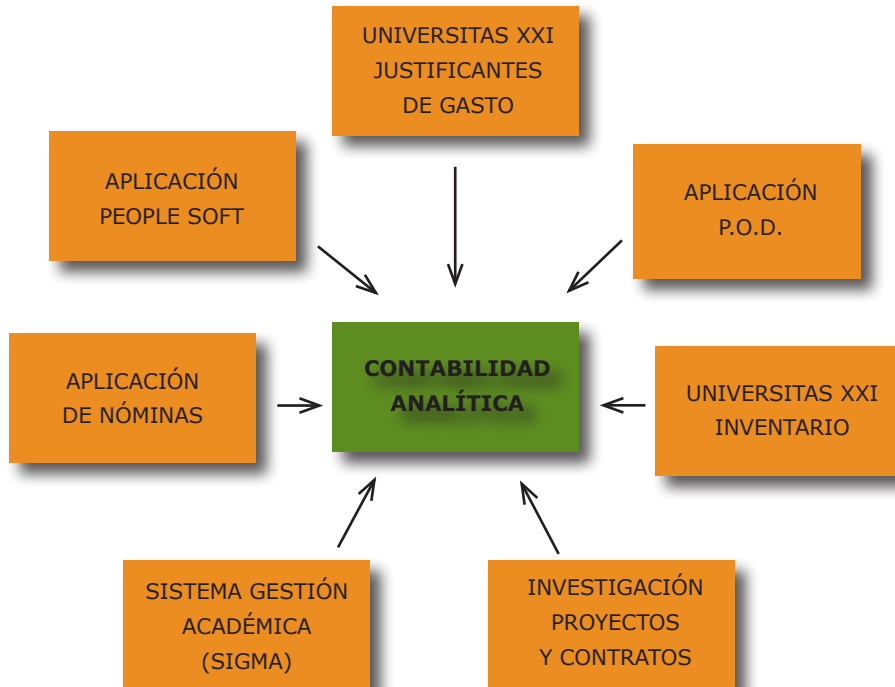 UNIVERSITAS XXI
JUSTIFICANTES
DE GASTO
APLICACIÓN
PEOPLE SOFT
APLICACIÓN
P.O.D.
APLICACIÓN
DE NÓMINAS
CONTABILIDAD
ANALÍTICA
UNIVERSITAS XXI
INVENTARIO
SISTEMA GESTIÓN
ACADÉMICA
(SIGMA)
INVESTIGACIÓN
PROYECTOS
Y CONTRATOS